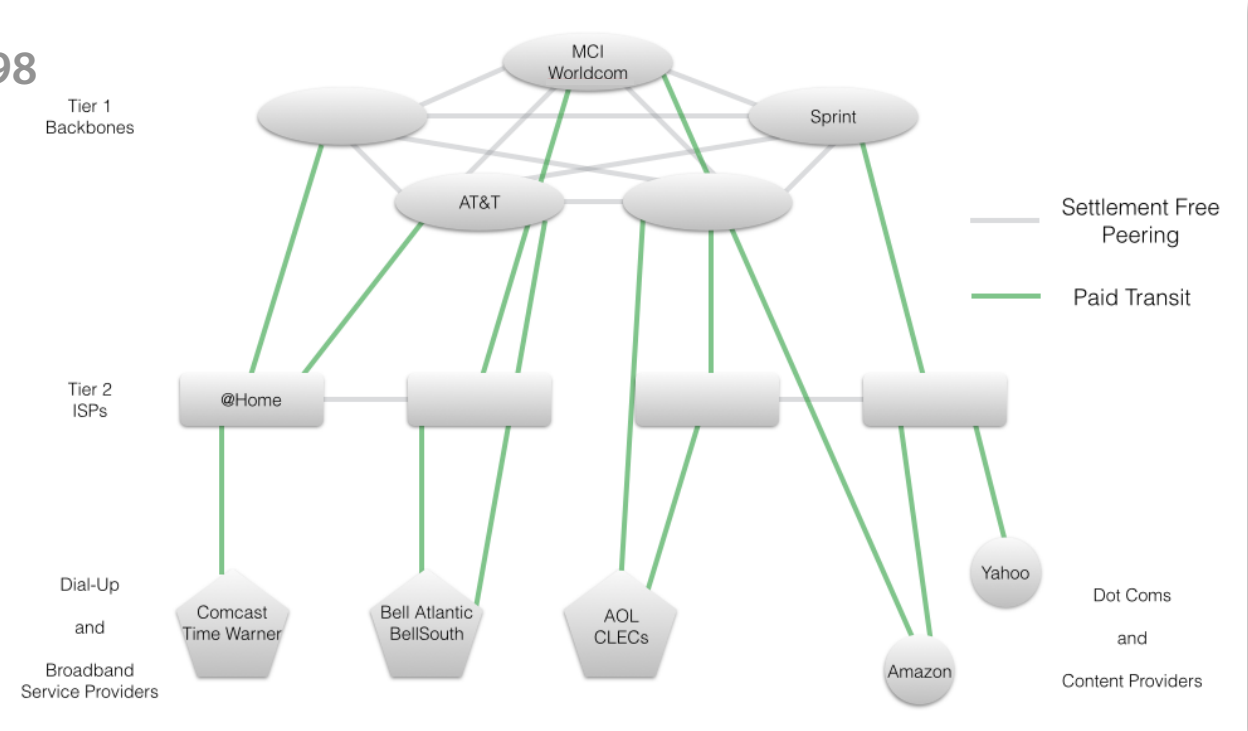 98
MCI
Worldcom
Tier 1
Backbones
Sprint
AT&T
Settlement Free
Peering
Paid Transit
Tier 2
ISPs
@Home
Yahoo
Dial-Up
and
Broadband
Service Providers
Comcast
Time Warner
Bell Atlantic
BellSouth
AOL
CLECs
Amazon
Dot Coms
and
Content Providers